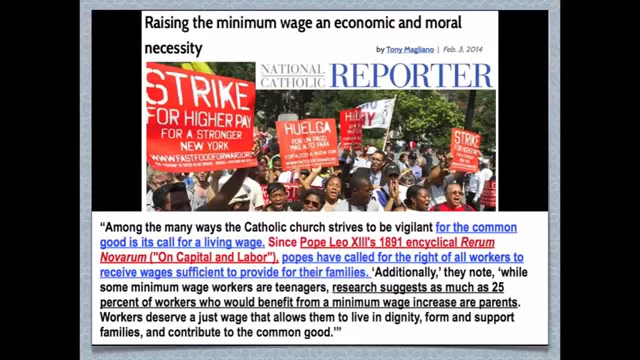 Raising the minimum wage an economic and moral
necessity
by Tony Magliano | Feb. 3, 2014
NATIONAL
CATHOLIC
REPORTER
STRIKE
FOR HIGHER PAY
FOR A STRONGER
NEW YORK
WWW.FASTFOODFORWARD.ORG
HUELGA
STRIKE
FOR HIGHER PAY
“Among the many ways the Catholic church strives to be vigilant for the common
good is its call for a living wage. Since Pope Leo XIII's 1891 encyclical Rerum
Novarum ("On Capital and Labor"), popes have called for the right of all workers to
receive wages sufficient to provide for their families. ‘Additionally,’ they note, ‘while
some minimum wage workers are teenagers, research suggests as much as 25
percent of workers who would benefit from a minimum wage increase are parents.
Workers deserve a just wage that allows them to live in dignity, form and support
families, and contribute to the common good.’”